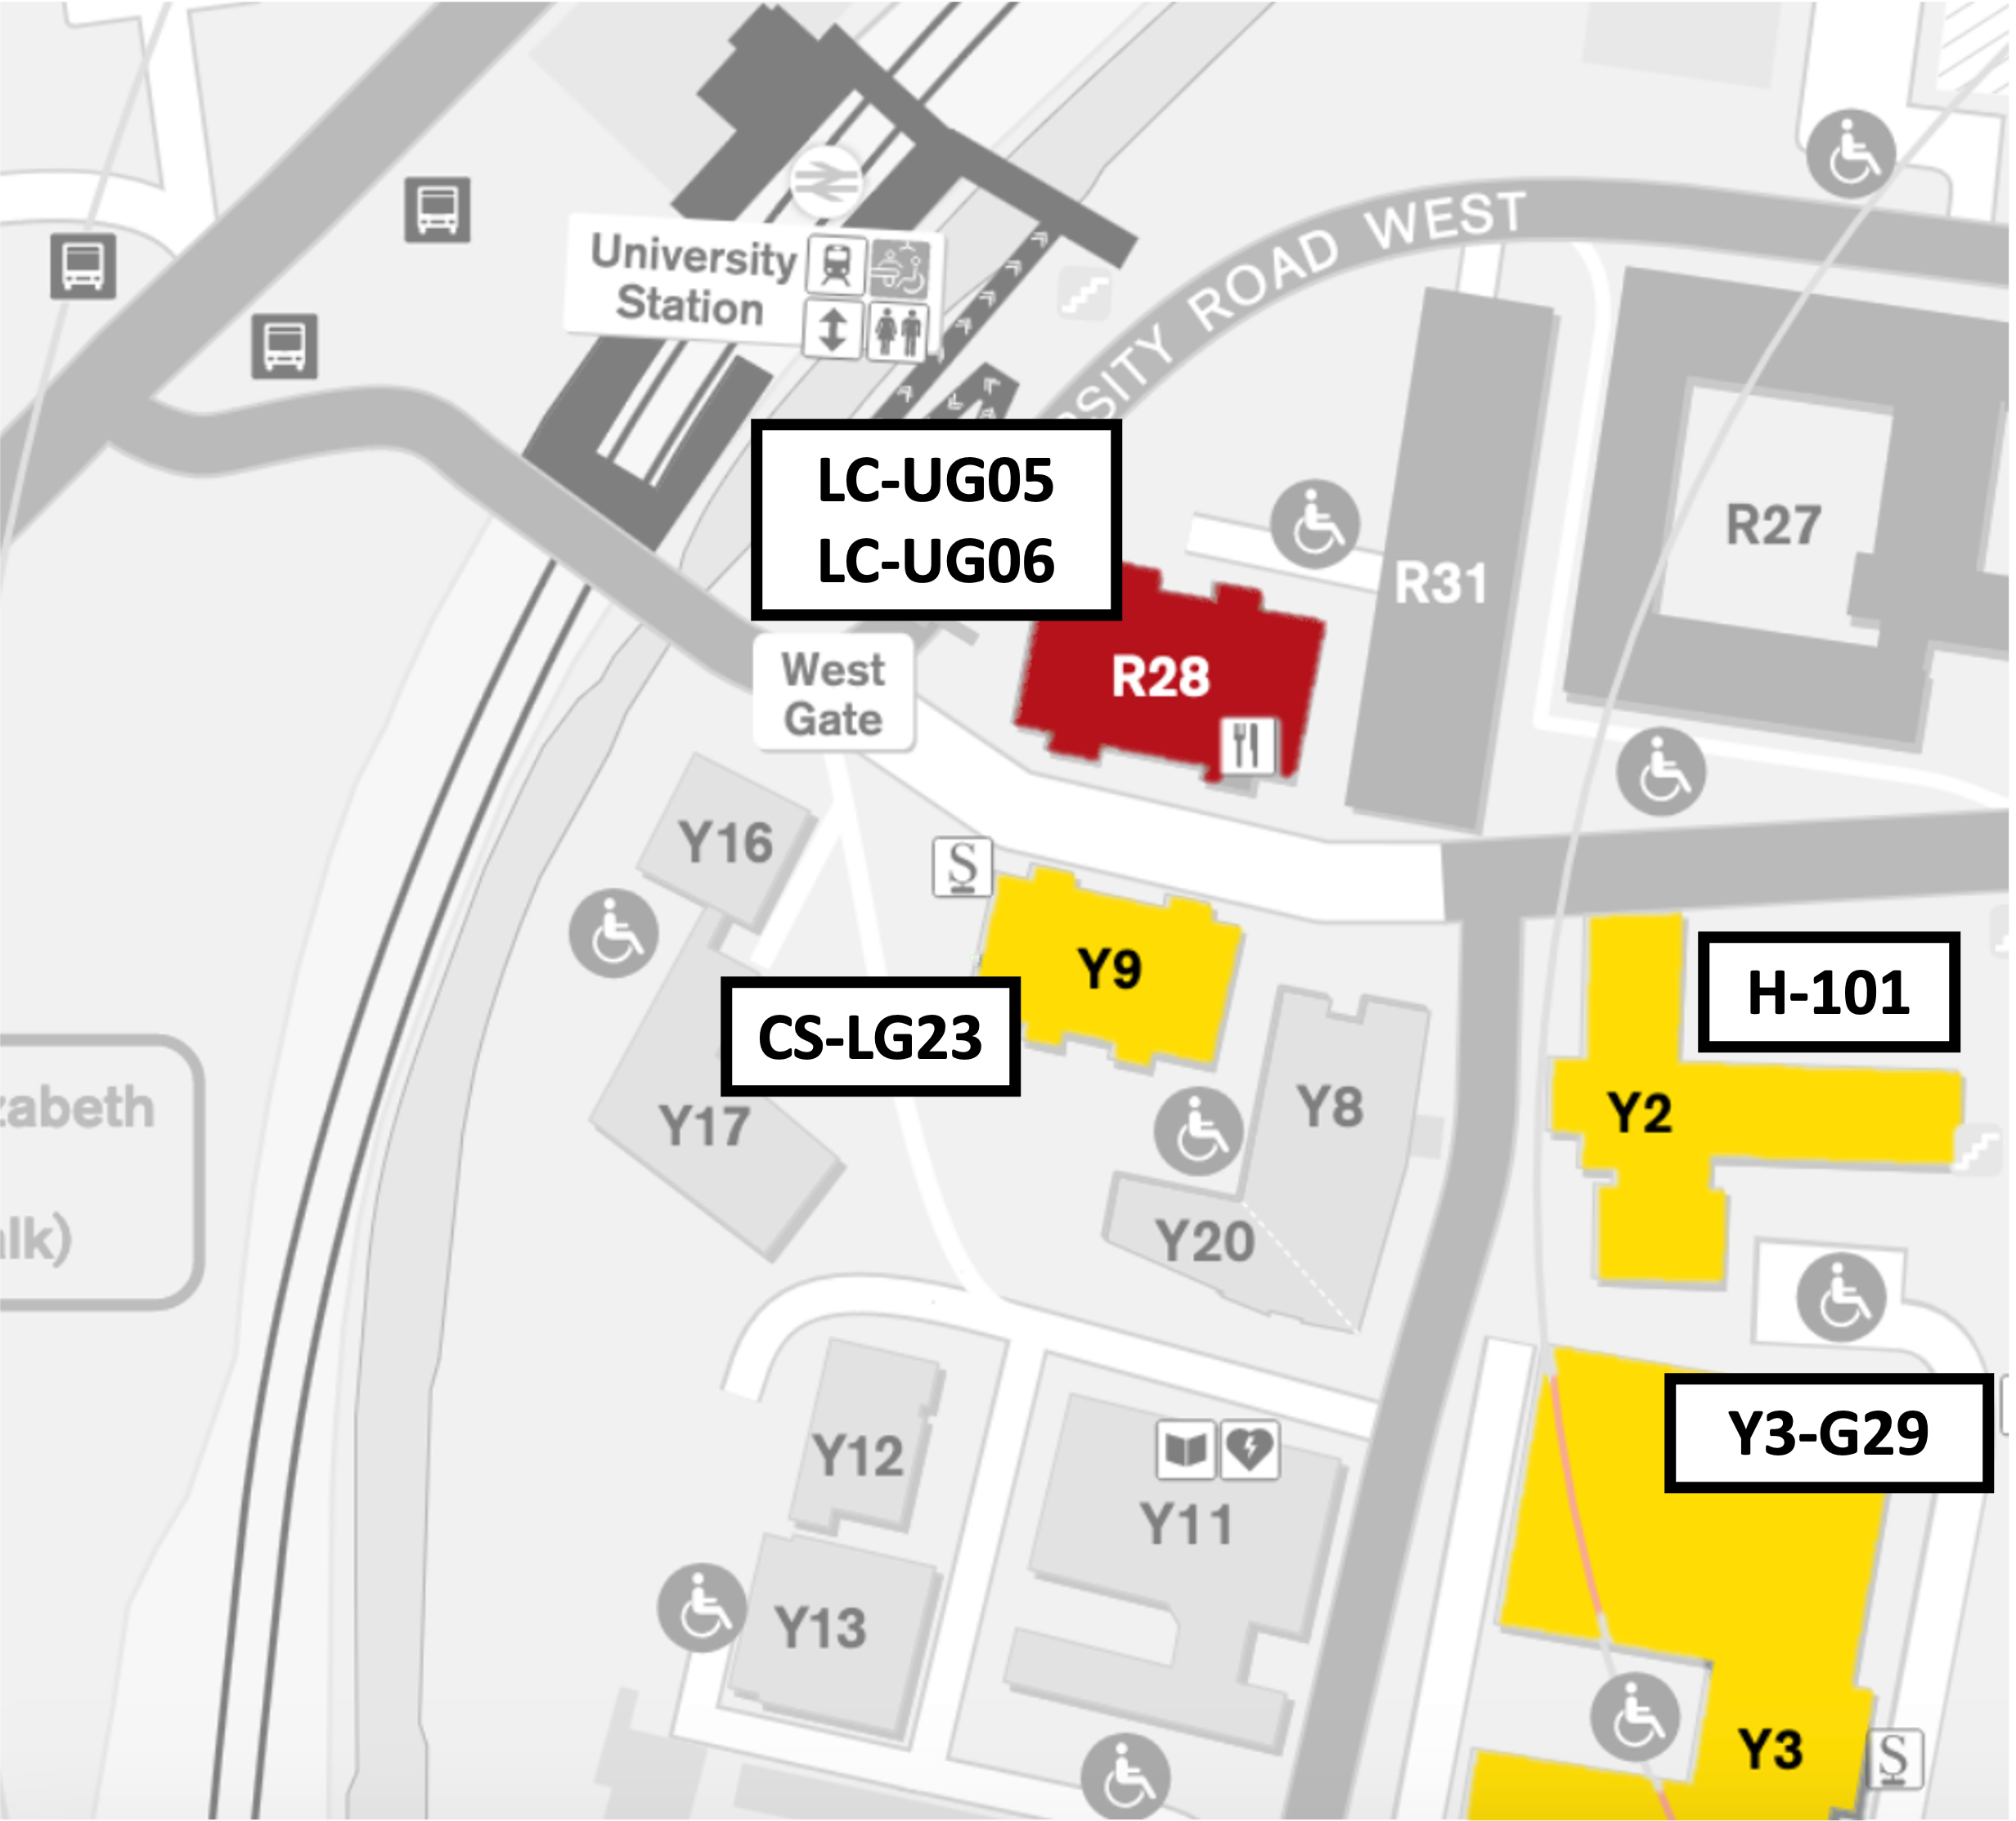 University
Station
SITY ROAD WEST
LC-UG05
LC-UG06
R31
R27
R28
West
Gate
Y16
S
Y9
H-101
CS-LG23
Y17
Y8
Y2
zabeth
lk)
Y20
Y3-G29
Y12
Y11
Y13
Y3
S